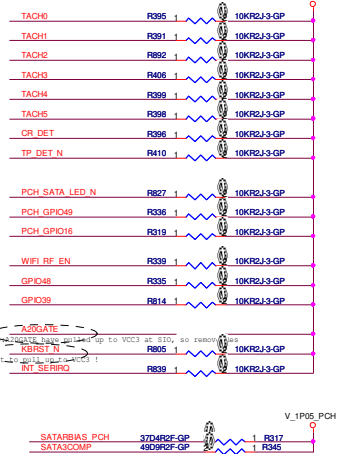 TACH0 R395 1 10KR2J-3-GP
TACH1 R391 1 10KR2J-3-GP
TACH2 R892 1 10KR2J-3-GP
TACH3 R406 1 10KR2J-3-GP
TACH4 R399 1 10KR2J-3-GP
TACH5 R398 1 10KR2J-3-GP
CR_DET R396 1 10KR2J-3-GP
TP_DET_N R410 1 10KR2J-3-GP
PCH_SATA_LED_N R827 1 10KR2J-3-GP
PCH_GPIO49 R336 1 10KR2J-3-GP
PCH_GPIO16 R319 1 10KR2J-3-GP
WIFI_RF_EN R339 1 10KR2J-3-GP
GPIO48 R335 1 10KR2J-3-GP
GPIO39 R814 1 10KR2J-3-GP
A20GATE
A20GATE have pulled up to VCC3 at SIO, so remove
KBRST_N R805 1 10KR2J-3-GP
to pull up to VCC3 !
INT_SERIRQ R839 1 10KR2J-3-GP
V_1P05_PCH
SATARBIAS_PCH 37D4R2F-GP 1 R317
SATA3COMP 49D9R2F-GP 1 R345